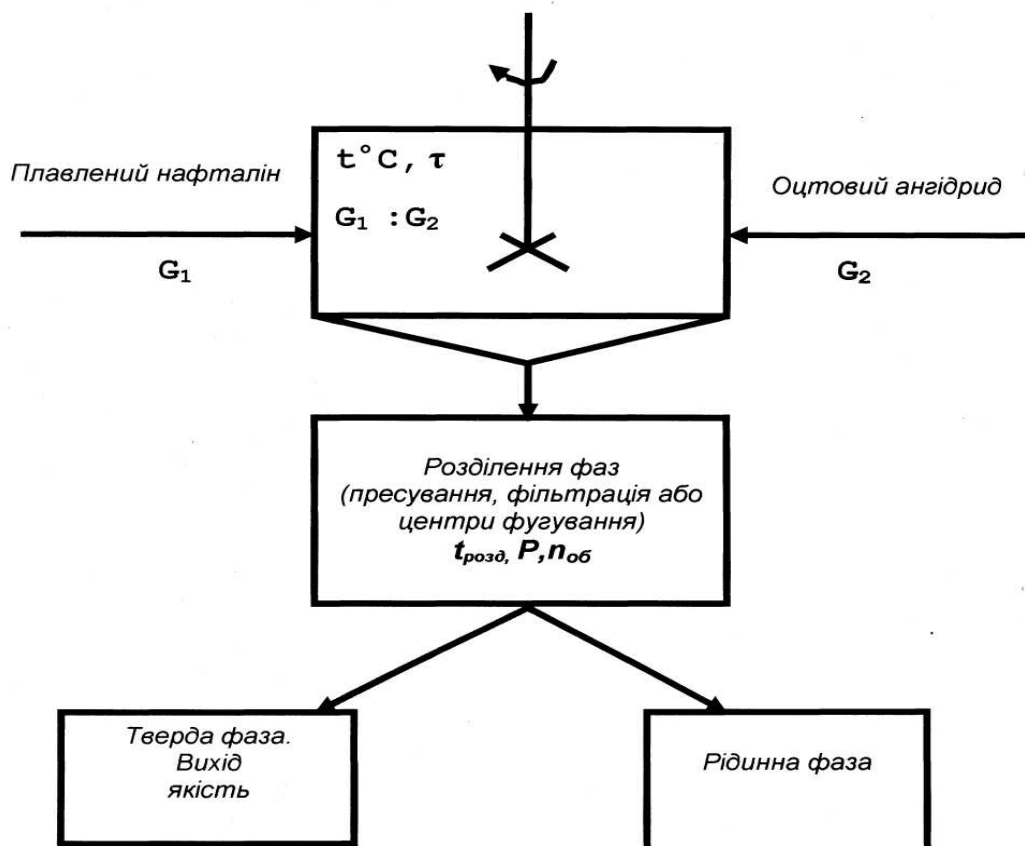 t°C, τ
G₁ :G₂
Плавлений нафталін
G₁
Оцтовий ангідрид
G₂
Розділення фаз
(пресування, фільтрація або
центри фугування)
tрозд, P,nоб
Тверда фаза.
Вихід
якість
Рідинна фаза